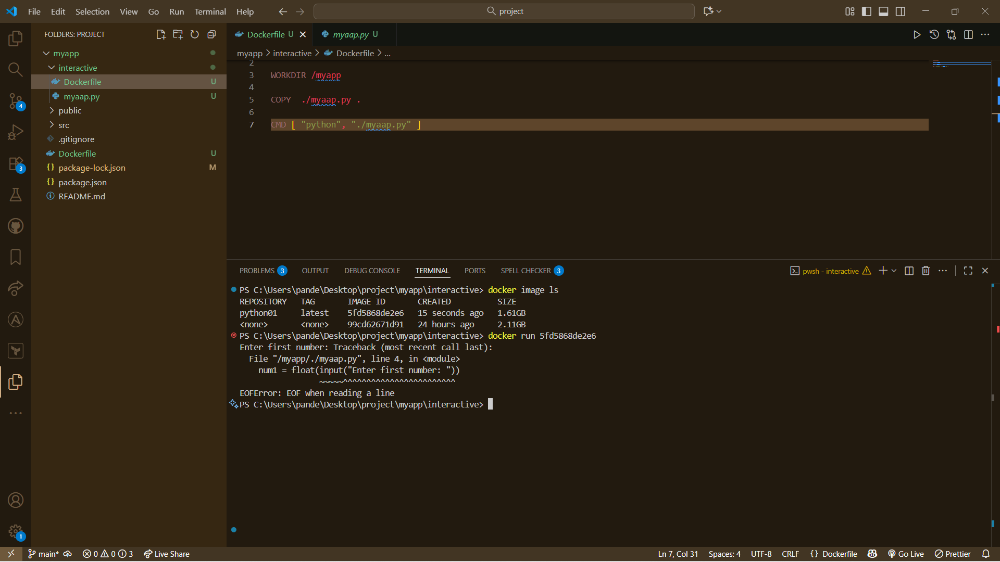 File Edit Selection View Go Run Terminal Help
project
FOLDERS: PROJECT
myapp
interactive
Dockerfile U
myaap.py U
public
src
.gitignore
Dockerfile U
package-lock.json M
package.json
README.md
4
3
1
Dockerfile U
myaap.py U
myapp > interactive > Dockerfile > ...
2
3 WORKDIR /myapp
4
5 COPY ./myaap.py .
6
7 CMD [ "python", "./myaap.py" ]
PROBLEMS 3 OUTPUT DEBUG CONSOLE TERMINAL PORTS SPELL CHECKER 3
pwsh - interactive
PS C:\Users\pande\Desktop\project\myapp\interactive> docker image ls
REPOSITORY TAG IMAGE ID CREATED SIZE
python01 latest 5fd5868de2e6 15 seconds ago 1.61GB
<none> <none> 99cd62671d91 24 hours ago 2.11GB
PS C:\Users\pande\Desktop\project\myapp\interactive> docker run 5fd5868de2e6
Enter first number: Traceback (most recent call last):
File "/myapp/./myaap.py", line 4, in <module>
num1 = float(input("Enter first number: "))
~~~~~^^^^^^^^^^^^^^^^^^^^^^^^
EOFError: EOF when reading a line
PS C:\Users\pande\Desktop\project\myapp\interactive>
main* 0 0 3 Live Share
Ln 7, Col 31 Spaces: 4 UTF-8 CRLF {} Dockerfile Go Live Prettier